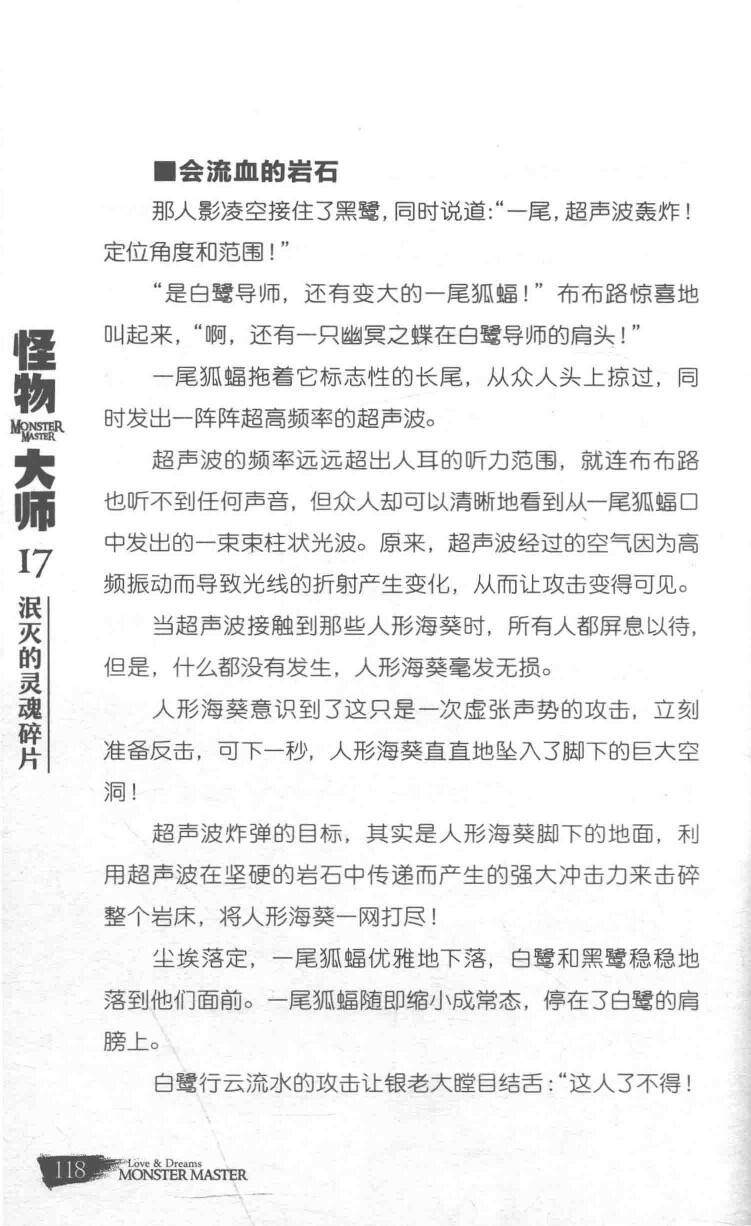 ■会流血的岩石
那人影凌空接住了黑鹭，同时说道：“一尾，超声波轰炸！
定位角度和范围！”
“是白鹭导师，还有变大的一尾狐蝠！”布布路惊喜地
叫起来，“啊，还有一只幽冥之蝶在白鹭导师的肩头！”
一尾狐蝠拖着它标志性的长尾，从众人头上掠过，同
时发出一阵阵超高频率的超声波。
超声波的频率远远超出人耳的听力范围，就连布布路
也听不到任何声音，但众人却可以清晰地看到从一尾狐蝠口
中发出的一束束柱状光波。原来，超声波经过的空气因为高
频振动而导致光线的折射产生变化，从而让攻击变得可见。
当超声波接触到那些人形海葵时，所有人都屏息以待，
但是，什么都没有发生，人形海葵毫发无损。
人形海葵意识到了这只是一次虚张声势的攻击，立刻
准备反击，可下一秒，人形海葵直直地坠入了脚下的巨大空
洞！
超声波炸弹的目标，其实是人形海葵脚下的地面，利
用超声波在坚硬的岩石中传递而产生的强大冲击力来击碎
整个岩床，将人形海葵一网打尽！
尘埃落定，一尾狐蝠优雅地下落，白鹭和黑鹭稳稳地
落到他们面前。一尾狐蝠随即缩小成常态，停在了白鹭的肩
膀上。
白鹭行云流水的攻击让银老大瞠目结舌：“这人了不得！
怪物
MONSTER
MASTER
大师
17
泯灭的灵魂碎片
118
Love & Dreams
MONSTER MASTER